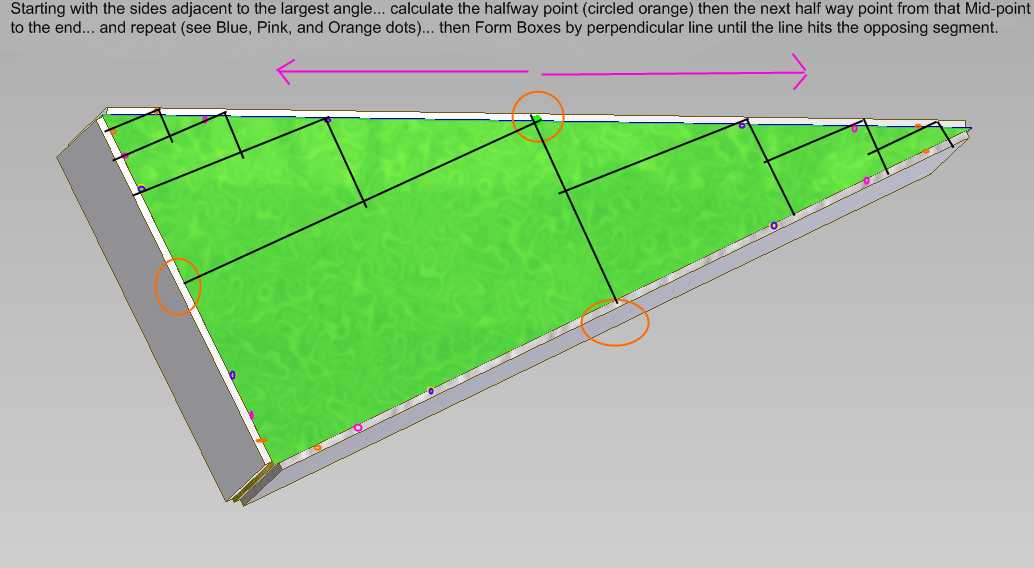 Starting with the sides adjacent to the largest angle... calculate the halfway point (circled orange) then the next half way point from that Mid-point
to the end... and repeat (see Blue, Pink, and Orange dots)... then Form Boxes by perpendicular line until the line hits the opposing segment.